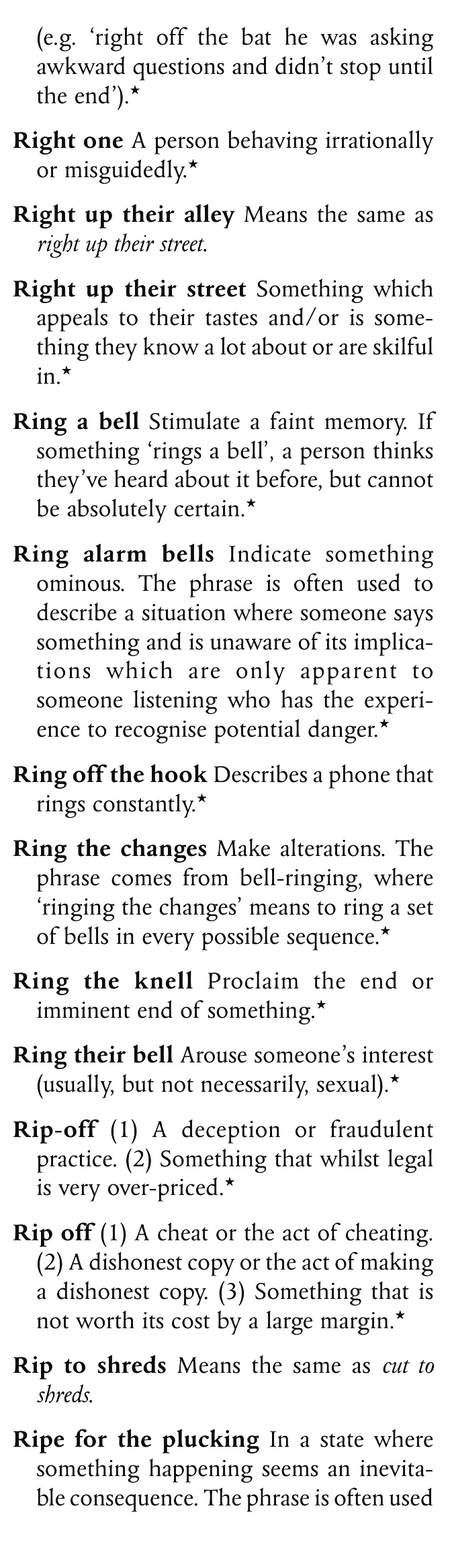 (e.g. ‘right off the bat he was asking
awkward questions and didn’t stop until
the end’).★
Right one A person behaving irrationally
or misguidedly.★
Right up their alley Means the same as
right up their street.
Right up their street Something which
appeals to their tastes and/or is some-
thing they know a lot about or are skilful
in.★
Ring a bell Stimulate a faint memory. If
something ‘rings a bell’, a person thinks
they’ve heard about it before, but cannot
be absolutely certain.★
Ring alarm bells Indicate something
ominous. The phrase is often used to
describe a situation where someone says
something and is unaware of its implica-
tions which are only apparent to
someone listening who has the experi-
ence to recognise potential danger.★
Ring off the hook Describes a phone that
rings constantly.★
Ring the changes Make alterations. The
phrase comes from bell-ringing, where
‘ringing the changes’ means to ring a set
of bells in every possible sequence.★
Ring the knell Proclaim the end or
imminent end of something.★
Ring their bell Arouse someone’s interest
(usually, but not necessarily, sexual).★
Rip-off (1) A deception or fraudulent
practice. (2) Something that whilst legal
is very over-priced.★
Rip off (1) A cheat or the act of cheating.
(2) A dishonest copy or the act of making
a dishonest copy. (3) Something that is
not worth its cost by a large margin.★
Rip to shreds Means the same as cut to
shreds.
Ripe for the plucking In a state where
something happening seems an inevita-
ble consequence. The phrase is often used